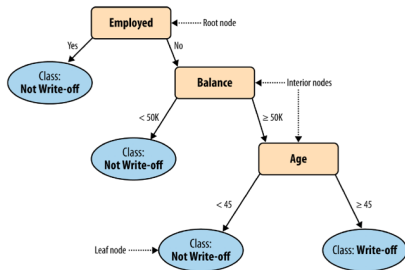 Employed
Root node
Yes
No
Class:
Not Write-off
Balance
Interior nodes
< 50K
≥ 50K
Class:
Not Write-off
Age
< 45
≥ 45
Leaf node
Class:
Not Write-off
Class: Write-off